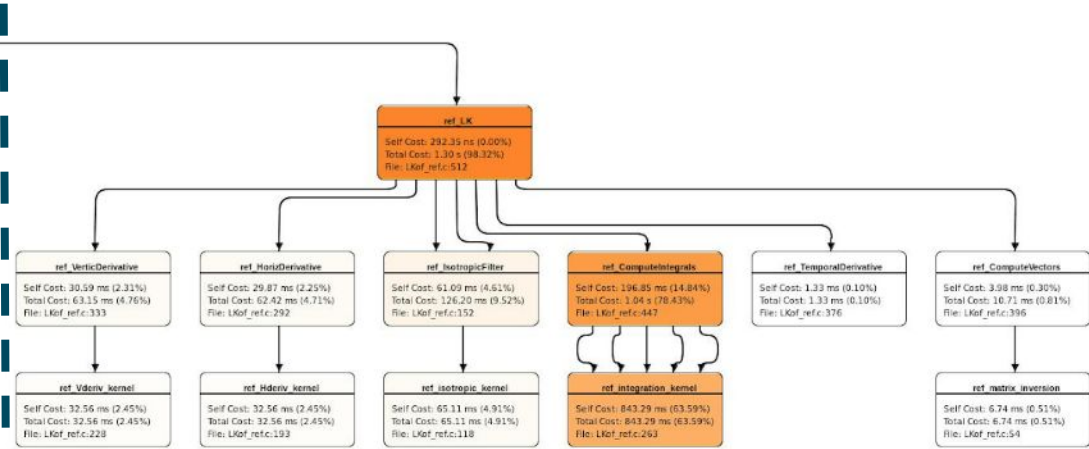 ref_LK
Self Cost: 292.35 ns (0.00%)
Total Cost: 1.30 s (98.32%)
File: LKof_ref.c:512
ref_VerticDerivative
Self Cost: 30.59 ms (2.31%)
Total Cost: 63.15 ms (4.76%)
File: LKof_ref.c:333
ref_HorizDerivative
Self Cost: 29.87 ms (2.25%)
Total Cost: 62.42 ms (4.71%)
File: LKof_ref.c:292
ref_IsotropicFilter
Self Cost: 61.09 ms (4.61%)
Total Cost: 126.20 ms (9.52%)
File: LKof_ref.c:152
ref_ComputeIntegrals
Self Cost: 196.85 ms (14.84%)
Total Cost: 1.04 s (78.43%)
File: LKof_ref.c:447
ref_TemporalDerivative
Self Cost: 1.33 ms (0.10%)
Total Cost: 1.33 ms (0.10%)
File: LKof_ref.c:376
ref_ComputeVectors
Self Cost: 3.98 ms (0.30%)
Total Cost: 10.71 ms (0.81%)
File: LKof_ref.c:396
ref_Vderiv_kernel
Self Cost: 32.56 ms (2.45%)
Total Cost: 32.56 ms (2.45%)
File: LKof_ref.c:228
ref_Hderiv_kernel
Self Cost: 32.56 ms (2.45%)
Total Cost: 32.56 ms (2.45%)
File: LKof_ref.c:193
ref_isotropic_kernel
Self Cost: 65.11 ms (4.91%)
Total Cost: 65.11 ms (4.91%)
File: LKof_ref.c:118
ref_integration_kernel
Self Cost: 843.29 ms (63.59%)
Total Cost: 843.29 ms (63.59%)
File: LKof_ref.c:263
ref_matrix_inversion
Self Cost: 6.74 ms (0.51%)
Total Cost: 6.74 ms (0.51%)
File: LKof_ref.c:54